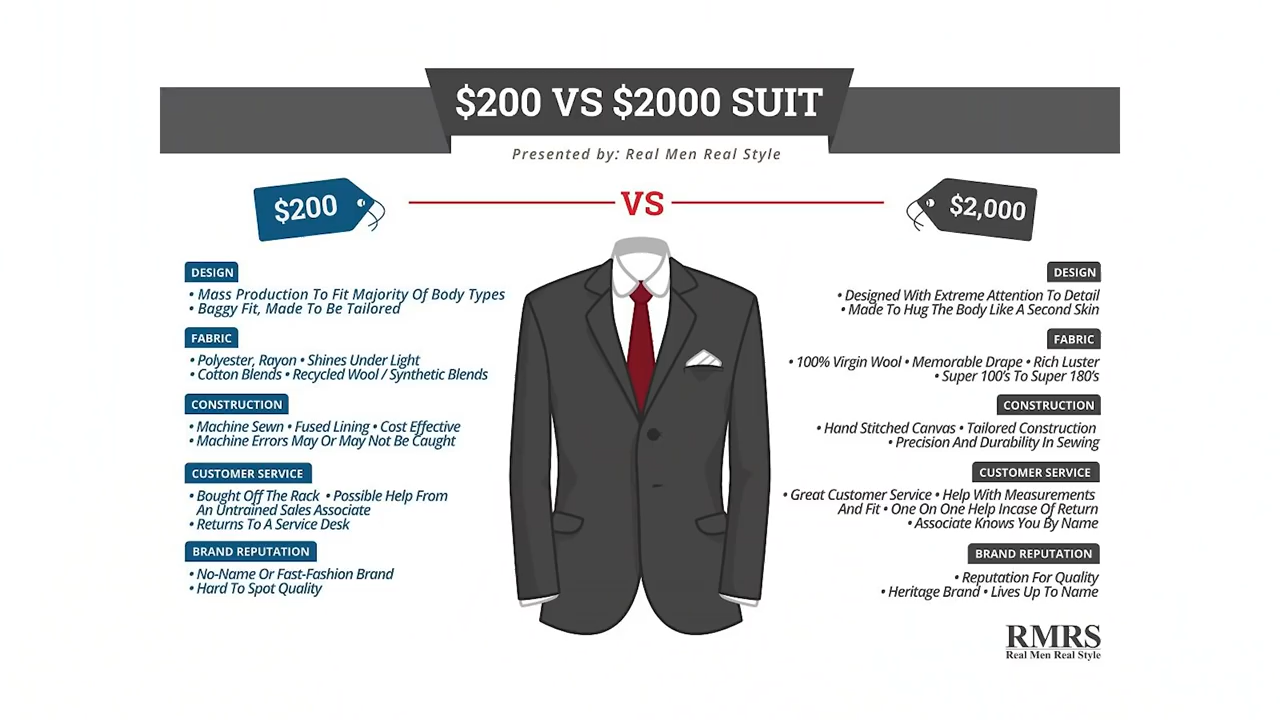 $200 VS $2000 SUIT
Presented by: Real Men Real Style
$200
VS
$2,000
DESIGN
• Mass Production To Fit Majority Of Body Types
• Baggy Fit, Made To Be Tailored
FABRIC
• Polyester, Rayon • Shines Under Light
• Cotton Blends • Recycled Wool / Synthetic Blends
CONSTRUCTION
• Machine Sewn • Fused Lining • Cost Effective
• Machine Errors May Or May Not Be Caught
CUSTOMER SERVICE
• Bought Off The Rack • Possible Help From
An Untrained Sales Associate
• Returns To A Service Desk
BRAND REPUTATION
• No-Name Or Fast-Fashion Brand
• Hard To Spot Quality
DESIGN
• Designed With Extreme Attention To Detail
• Made To Hug The Body Like A Second Skin
FABRIC
• 100% Virgin Wool • Memorable Drape • Rich Luster
• Super 100's To Super 180's
CONSTRUCTION
• Hand Stitched Canvas • Tailored Construction
• Precision And Durability In Sewing
CUSTOMER SERVICE
• Great Customer Service • Help With Measurements
And Fit • One On One Help Incase Of Return
• Associate Knows You By Name
BRAND REPUTATION
• Reputation For Quality
• Heritage Brand • Lives Up To Name
RMRS
Real Men Real Style